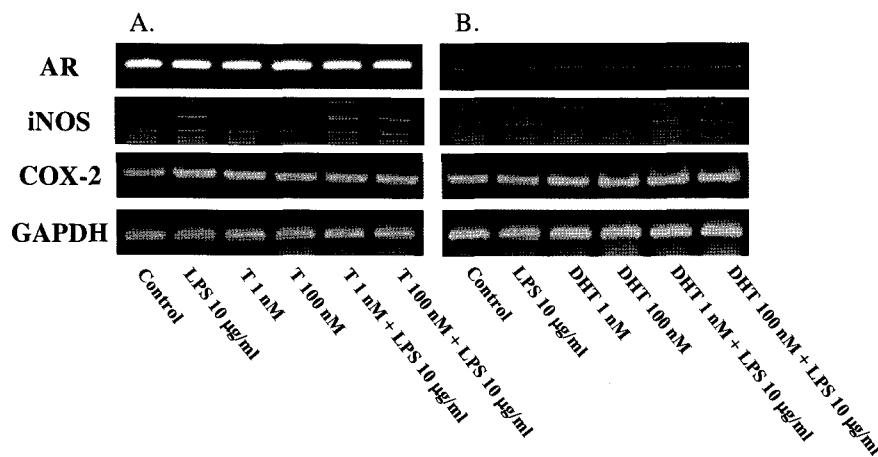 A.
B.
AR
iNOS
COX-2
GAPDH
Control
LPS 10 µg/ml
T 1 nM
T 100 nM
T 1 nM + LPS 10 µg/ml
T 100 nM + LPS 10 µg/ml
Control
LPS 10 µg/ml
DHT 1 nM
DHT 100 nM
DHT 1 nM + LPS 10 µg/ml
DHT 100 nM + LPS 10 µg/ml